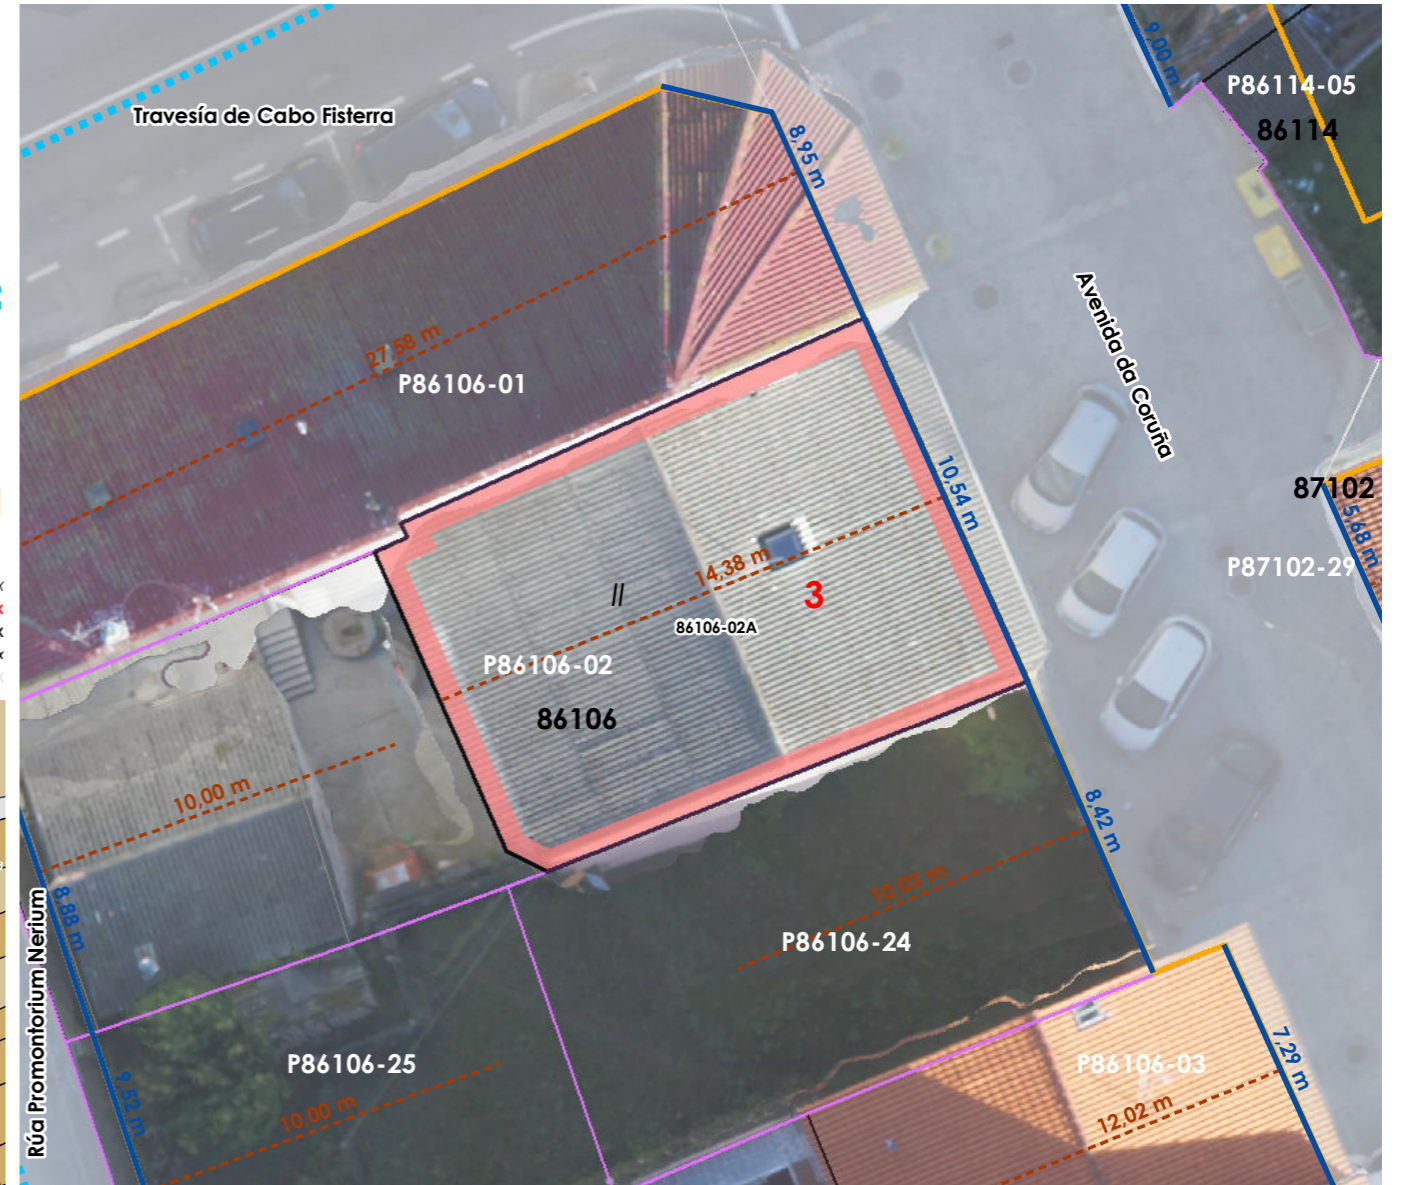 9,00 m
P86114-05
Travesía de Cabo Fisterra
86114
8,95 m
27,58 m
P86106-01
Avenida da Coruña
10,54 m
87102
5,68 m
14,38 m
P87102-29
//
3
86106-02A
P86106-02
86106
10,00 m
8,42 m
10,03 m
8,88 m
P86106-24
Rúa Promontorium Nerium
P86106-25
P86106-03
9,52 m
10,00 m
7,29 m
12,02 m